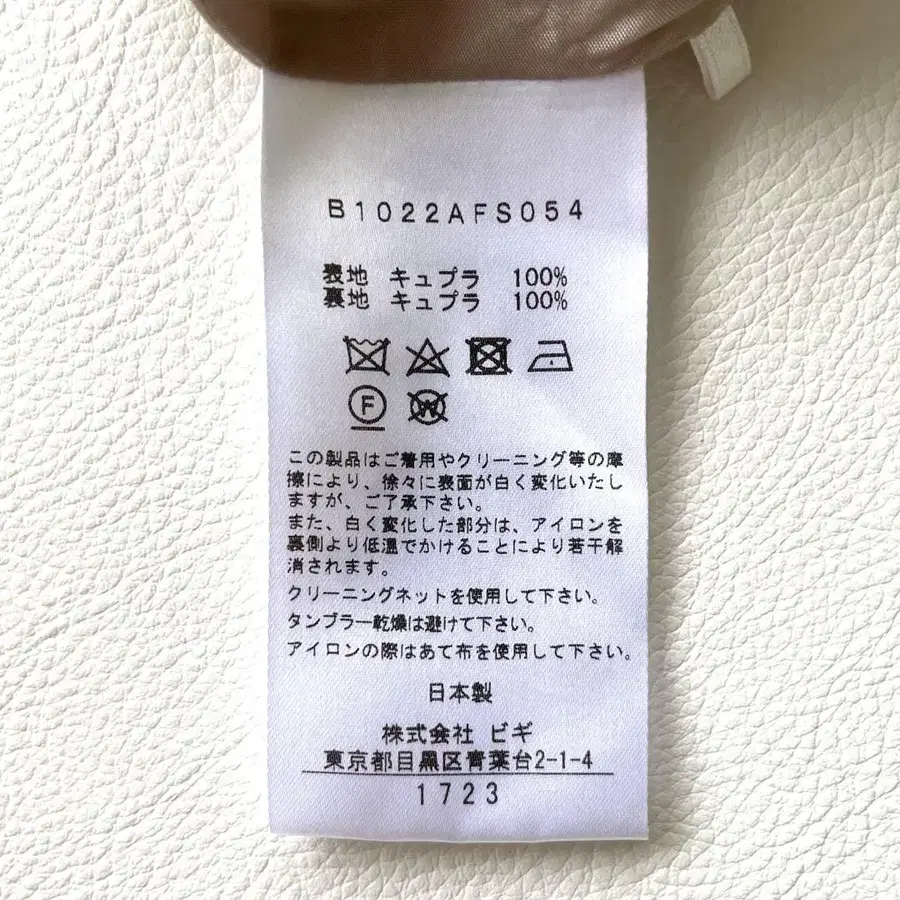 B1022AFS054
表地 キュプラ 100%
裏地 キュプラ 100%
F W
この製品はご着用やクリーニング等の摩
擦により、徐々に表面が白く変化いたし
ますが、ご了承下さい。
また、白く変化した部分は、アイロンを
裏側より低温でかけることにより若干解
消されます。
クリーニングネットを使用して下さい。
タンブラー乾燥は避けて下さい。
アイロンの際はあて布を使用して下さい。
日本製
株式会社 ビギ
東京都目黒区青葉台2-1-4
1723